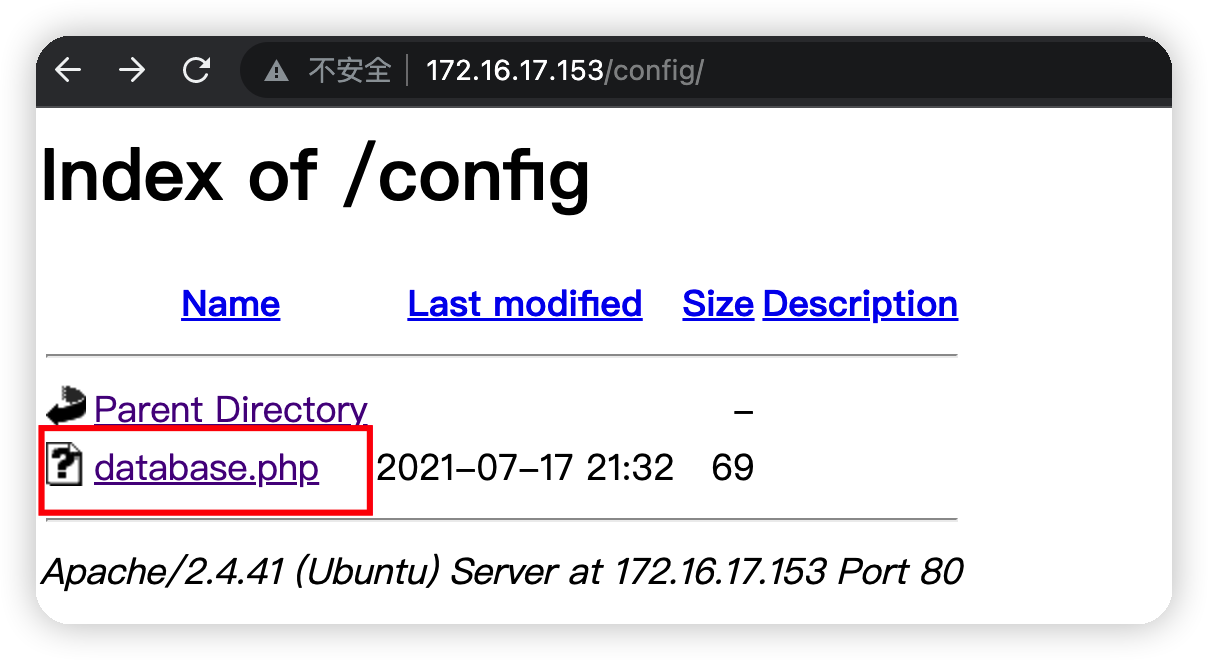 不安全 172.16.17.153/config/
Index of /config
Name Last modified Size Description
Parent Directory –
database.php 2021–07–17 21:32 69
Apache/2.4.41 (Ubuntu) Server at 172.16.17.153 Port 80